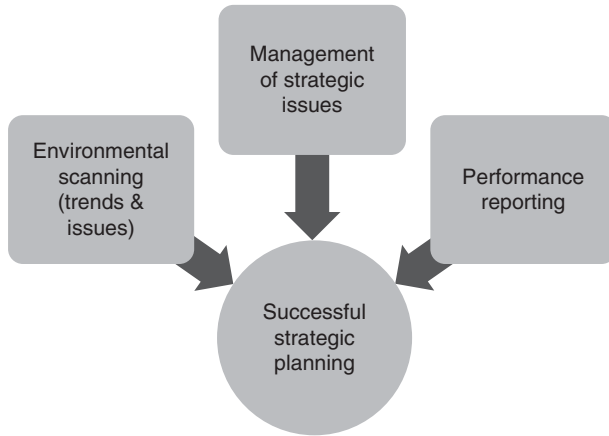 Management
of strategic
issues
Environmental
scanning
(trends &
issues)
Performance
reporting
Successful
strategic
planning